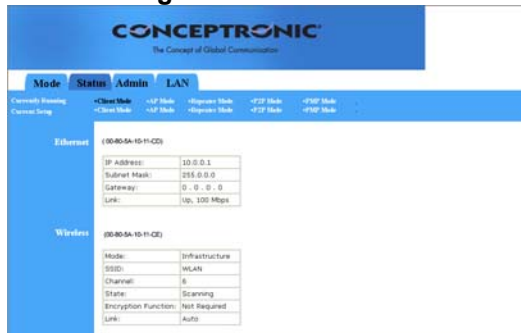 CONCEPTRONIC
The Concept of Global Communication
Mode Status Admin LAN
Currently Running •Client Mode •AP Mode •Repeater Mode •P2P Mode •PMP Mode
Current Setup •Client Mode •AP Mode •Repeater Mode •P2P Mode •PMP Mode
Ethernet (00-80-5A-10-11-CD)
IP Address: 10.0.0.1
Subnet Mask: 255.0.0.0
Gateway: 0 . 0 . 0 . 0
Link: Up, 100 Mbps
Wireless (00-80-5A-10-11-CE)
Mode: Infrastructure
SSID: WLAN
Channel: 6
State: Scanning
Encryption Function: Not Required
Link: Auto